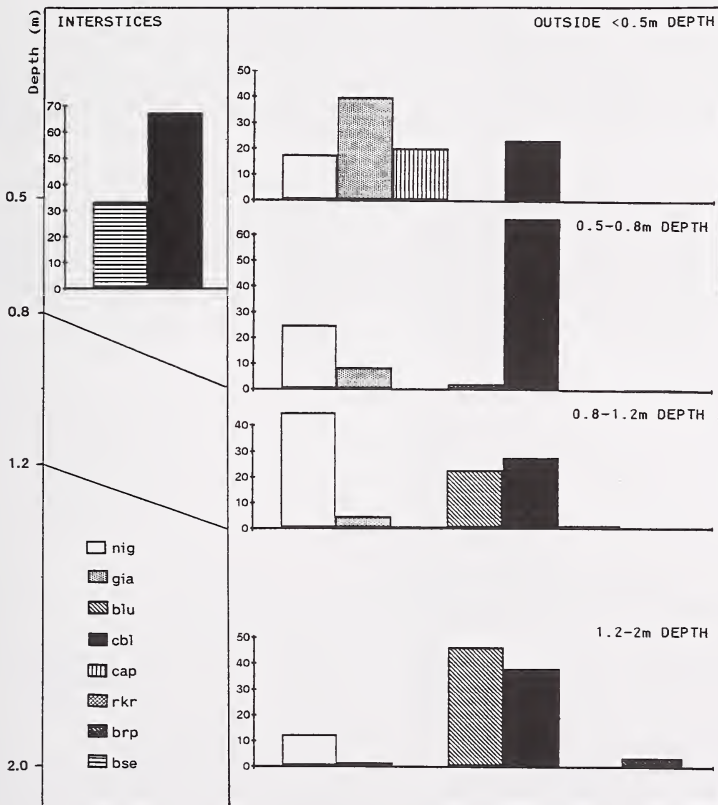 Depth (m)
INTERSTICES
OUTSIDE <0.5m DEPTH
70
60
50
40
30
20
10
0
50
40
30
20
10
0
0.5
0.8
1.2
2.0
0.5-0.8m DEPTH
60
50
40
30
20
10
0
0.8-1.2m DEPTH
40
30
20
10
0
1.2-2m DEPTH
50
40
30
20
10
0
nig
gia
blu
cbl
cap
rkr
brp
bse